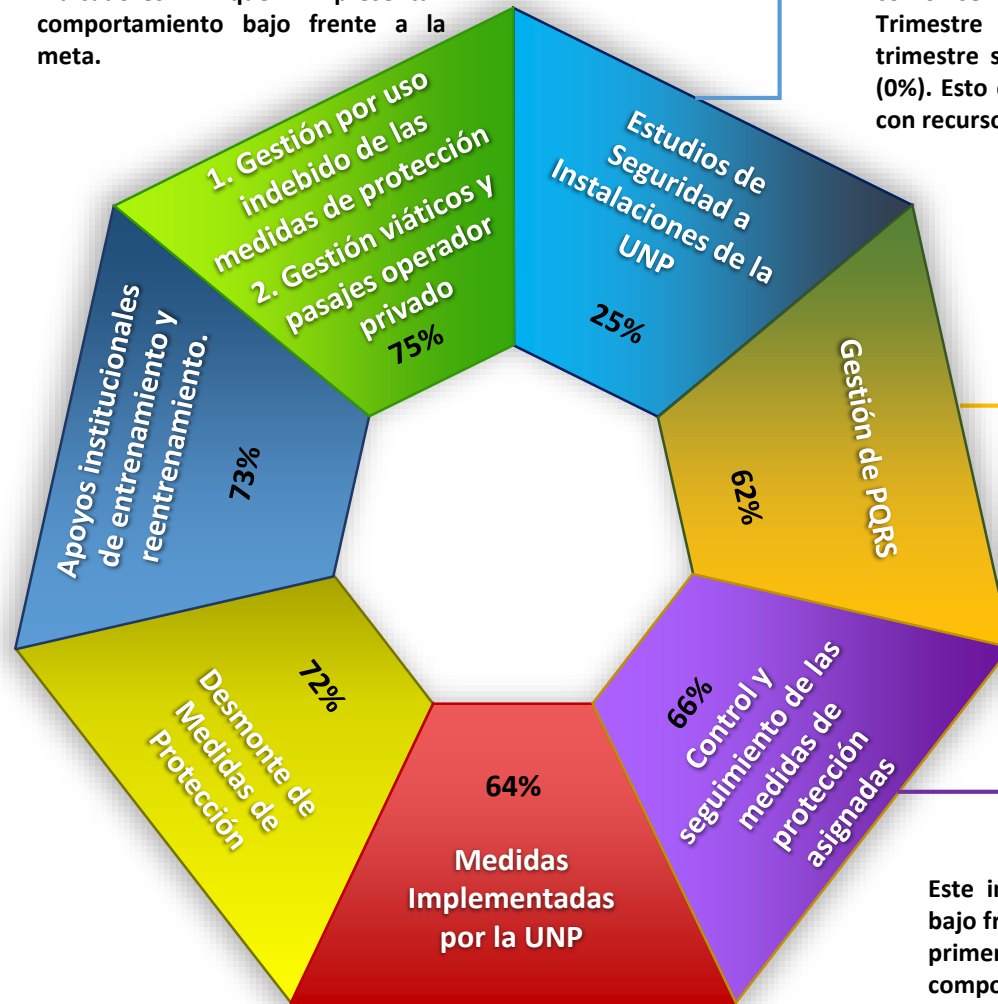 comportamiento bajo frente a la
meta.
Trimestre
trimestre
(0%). Esto
con
1. Gestión por uso
indebido de las
medidas de protección
2. Gestión viáticos y
pasajes operador
privado
75%
Estudios de
Seguridad a
Instalaciones de la
UNP
25%
Gestión de PQRS
62%
Control y
seguimiento de las
medidas de
protección
asignadas
66%
64%
Medidas
Implementadas
por la UNP
72%
Desmonte de
Medidas de
Protección
Apoyos institucionales
de entrenamiento y
reentrenamiento.
73%
Este
bajo